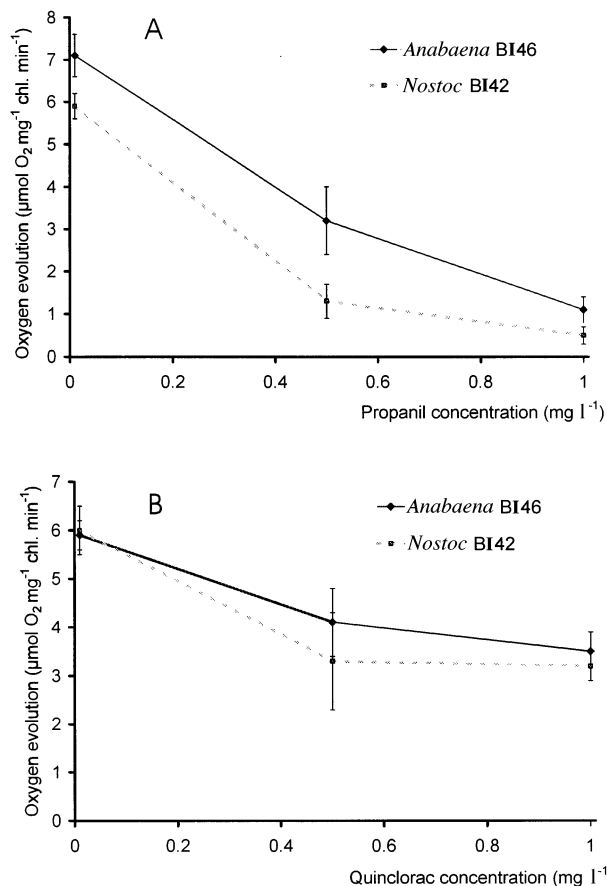 A
8
7
6
5
4
3
2
1
0
Oxygen evolution (µmol O₂ mg⁻¹ chl. min⁻¹)
Anabaena BI46
Nostoc BI42
0 0.2 0.4 0.6 0.8 1
Propanil concentration (mg l⁻¹)
B
7
6
5
4
3
2
1
0
Oxygen evolution (µmol O₂ mg⁻¹ chl. min⁻¹)
Anabaena BI46
Nostoc BI42
0 0.2 0.4 0.6 0.8 1
Quinclorac concentration (mg l⁻¹